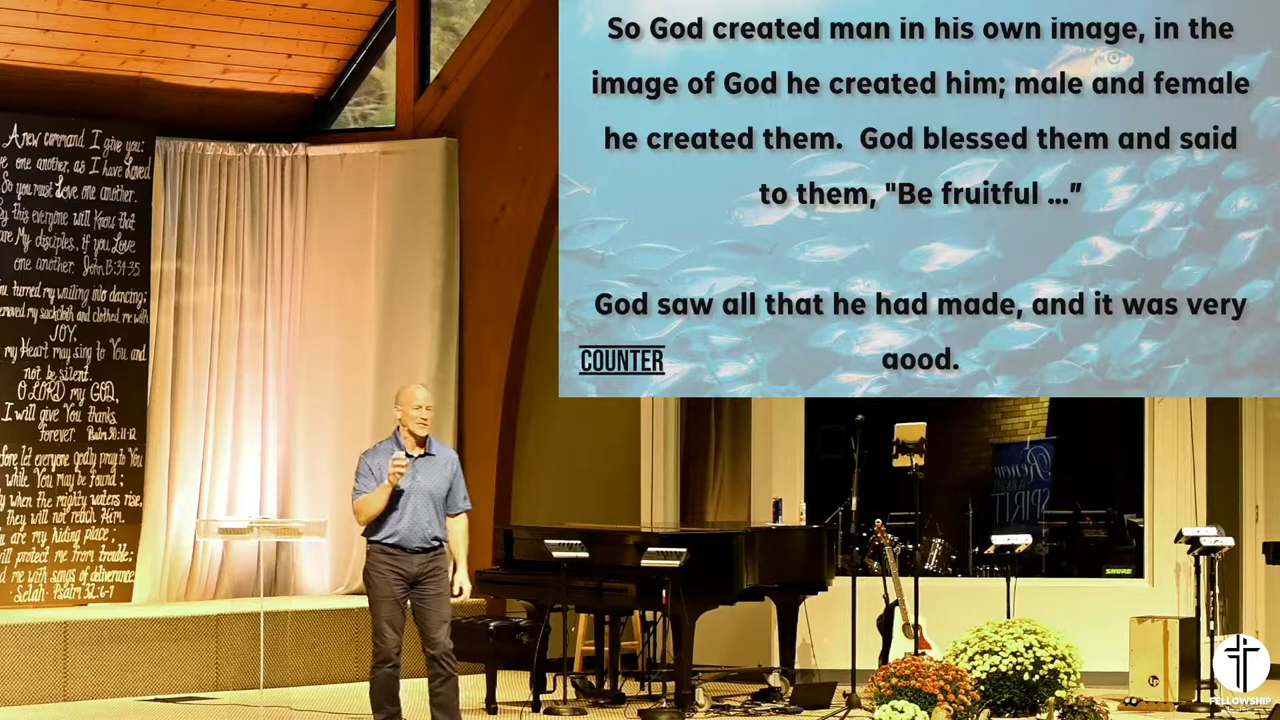 So God created man in his own image, in the
image of God he created him; male and female
he created them.  God blessed them and said
to them, "Be fruitful ..."
God saw all that he had made, and it was very
good.
COUNTER
A new command I give you:
one another, as I have Loved
So you must Love one another.
this everyone will Know that
are My disciples, if you Love
one another. John 13:34-35
turned my wailing into dancing;
removed my sackcloth and clothed me with
JOY,
my Heart may sing to You and
not be silent.
O LORD my GOD,
I will give You thanks
forever. Psalm 30:11-12
let everyone godly pray to You
while You may be found;
when the mighty waters rise,
they will not reach Him.
are my hiding place;
will protect me from trouble;
me with songs of deliverance
Selah Psalm 32:6-7
Renew
SPIRIT
SHURE
FELLOWSHIP